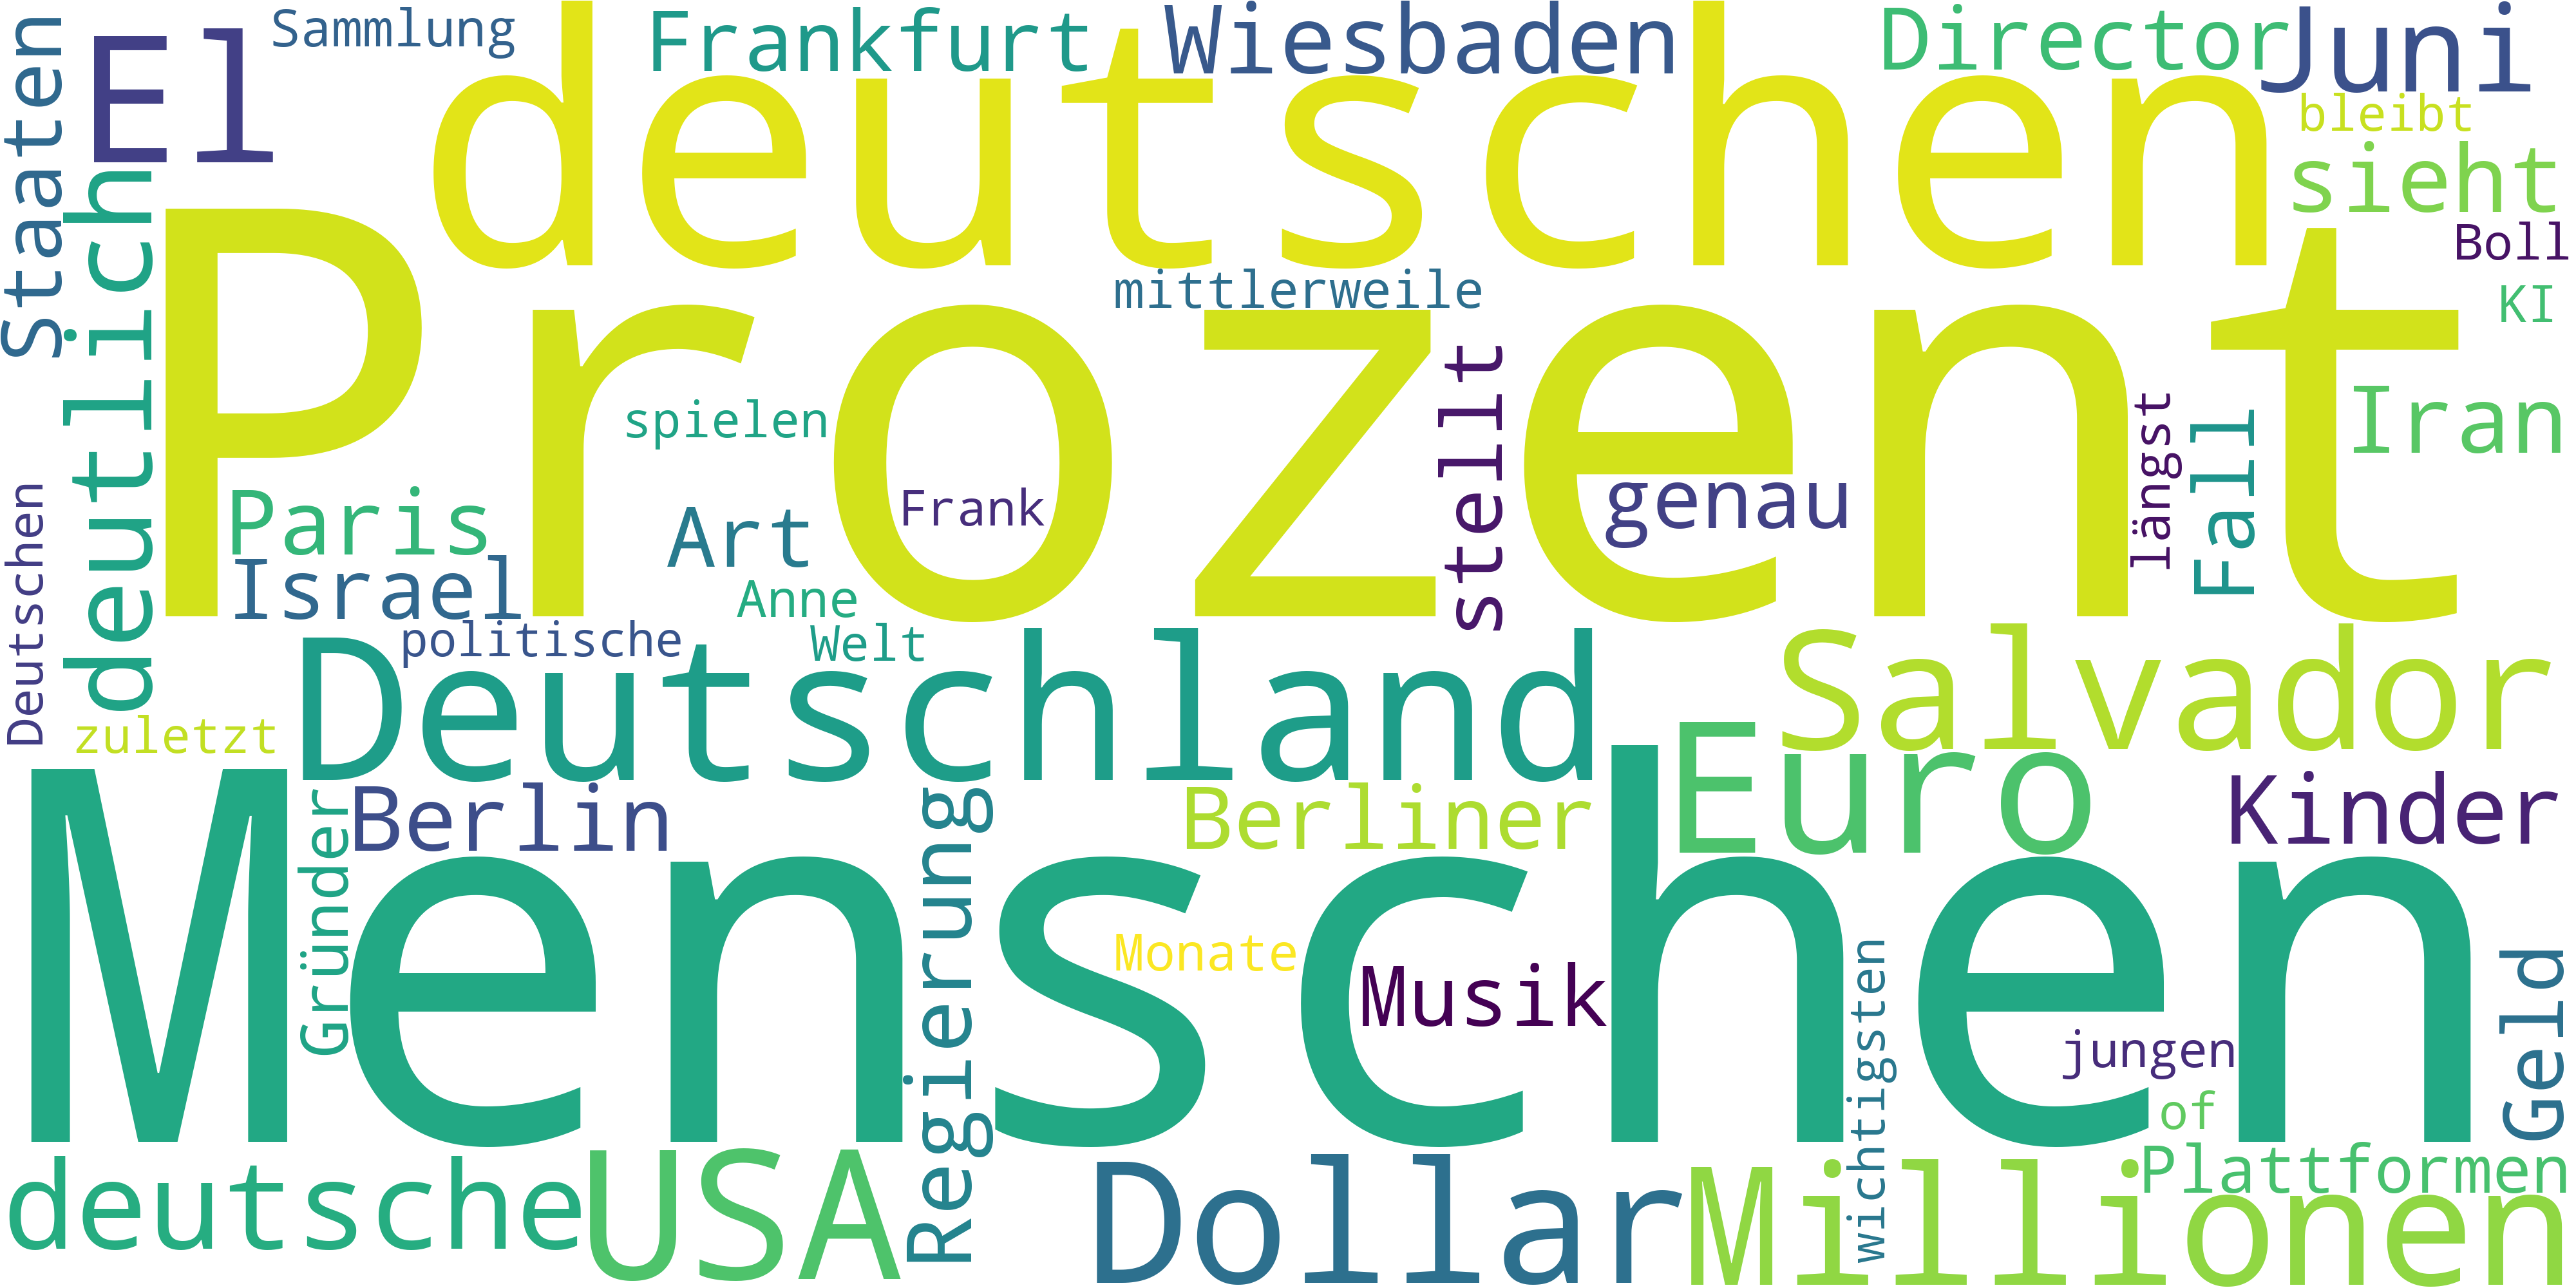 Sammlung
Frankfurt
Wiesbaden
Director
Juni
Staaten
El
deutschen
bleibt
sieht
Boll
deutlich
Prozent
mittlerweile
KI
spielen
stellt
längst
Fall
Iran
Deutschen
Paris
Art
Frank
genau
Israel
Anne
politische
Welt
zuletzt
Deutschland
Salvador
Euro
Gründer
Berlin
Regierung
Berliner
Kinder
Menschen
Monate
Musik
wichtigsten
jungen
Geld
of
deutsche
USA
Dollar
Millionen
Plattformen